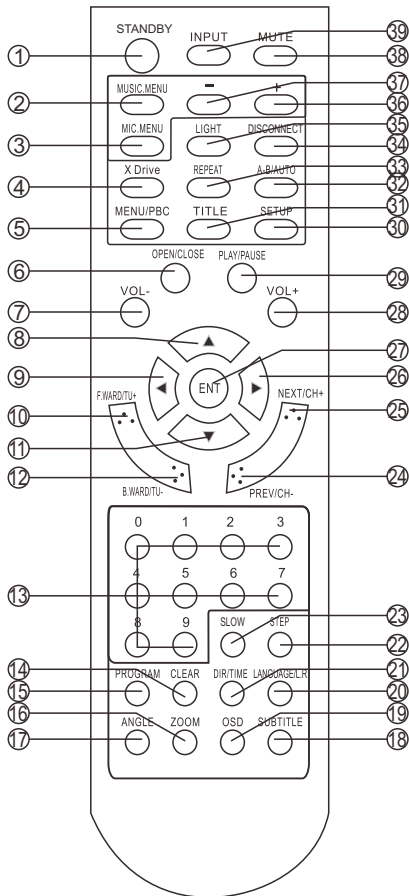 STANDBY INPUT MUTE
1 39
38
MUSIC.MENU − + 37
2 36
MIC.MENU LIGHT DISCONNECT 35
3 34
X Drive REPEAT A-B/AUTO 33
4 32
MENU/PBC TITLE SETUP 31
5 30
OPEN/CLOSE PLAY/PAUSE
6 29
VOL- VOL+
7 28
8 27
9 ENT 26
F.WARD/TU+ NEXT/CH+
10 25
11
12 24
B.WARD/TU- PREV/CH-
0 1 2 3
4 5 6 7
13
8 9 SLOW STEP 23
14 22
PROGRAM CLEAR DIR/TIME LANGUAGE/L.R 21
15 20
16 19
ANGLE ZOOM OSD SUBTITLE
17 18